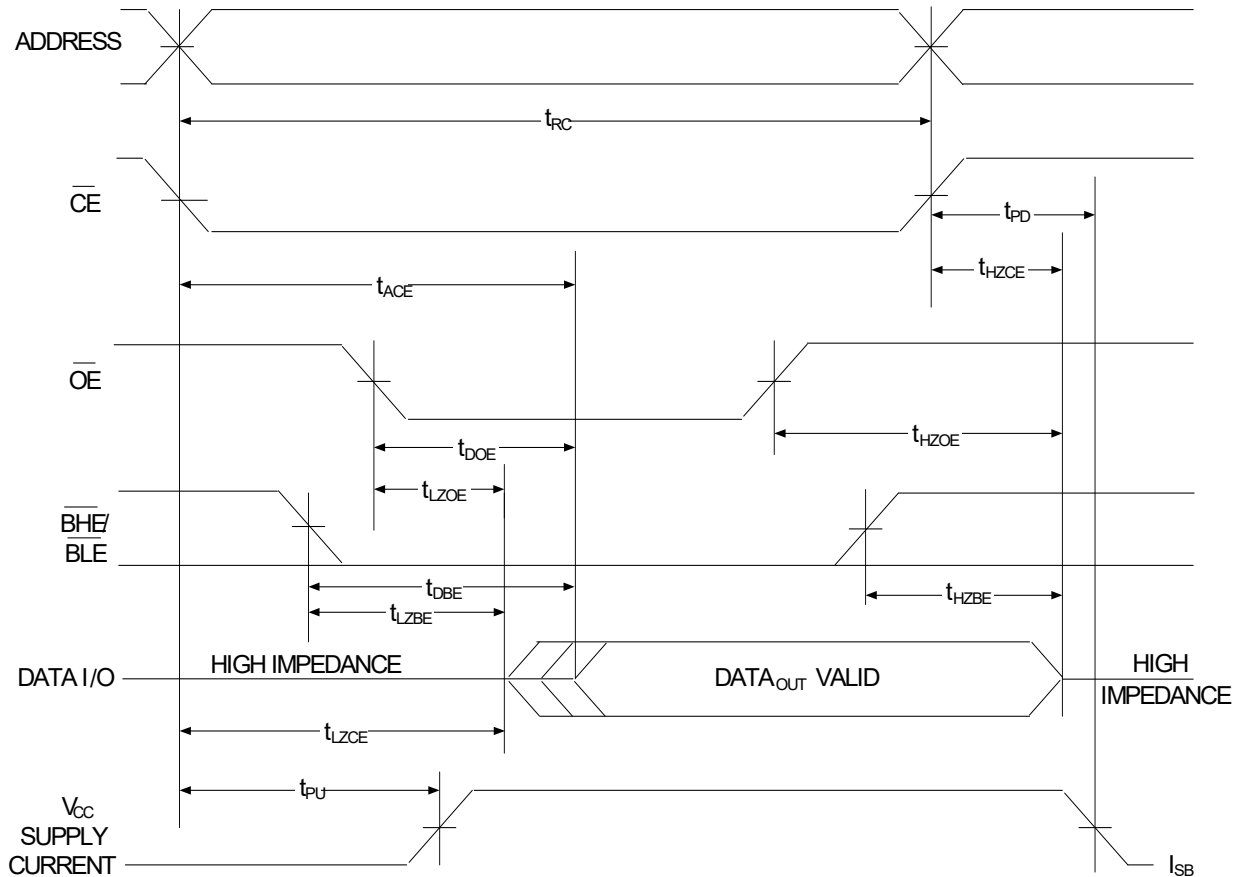 ADDRESS
tRC
CE
tPD
tHZCE
tACE
OE
tHZOE
tDOE
tLZOE
BHE/
BLE
tDBE
tHZBE
tLZBE
HIGH IMPEDANCE
DATA I/O
DATAOUT VALID
HIGH
IMPEDANCE
tLZCE
tPU
VCC
SUPPLY
CURRENT
ISB